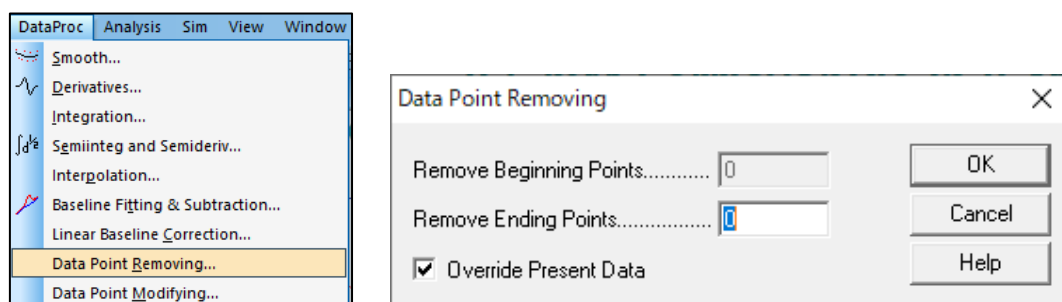 DataProc Analysis Sim View Window
Smooth...
Derivatives...
Integration...
Semiinteg and Semideriv...
Interpolation...
Baseline Fitting & Subtraction...
Linear Baseline Correction...
Data Point Removing...
Data Point Modifying...
Data Point Removing
Remove Beginning Points............ 0 OK
Remove Ending Points................. 0 Cancel
Override Present Data Help